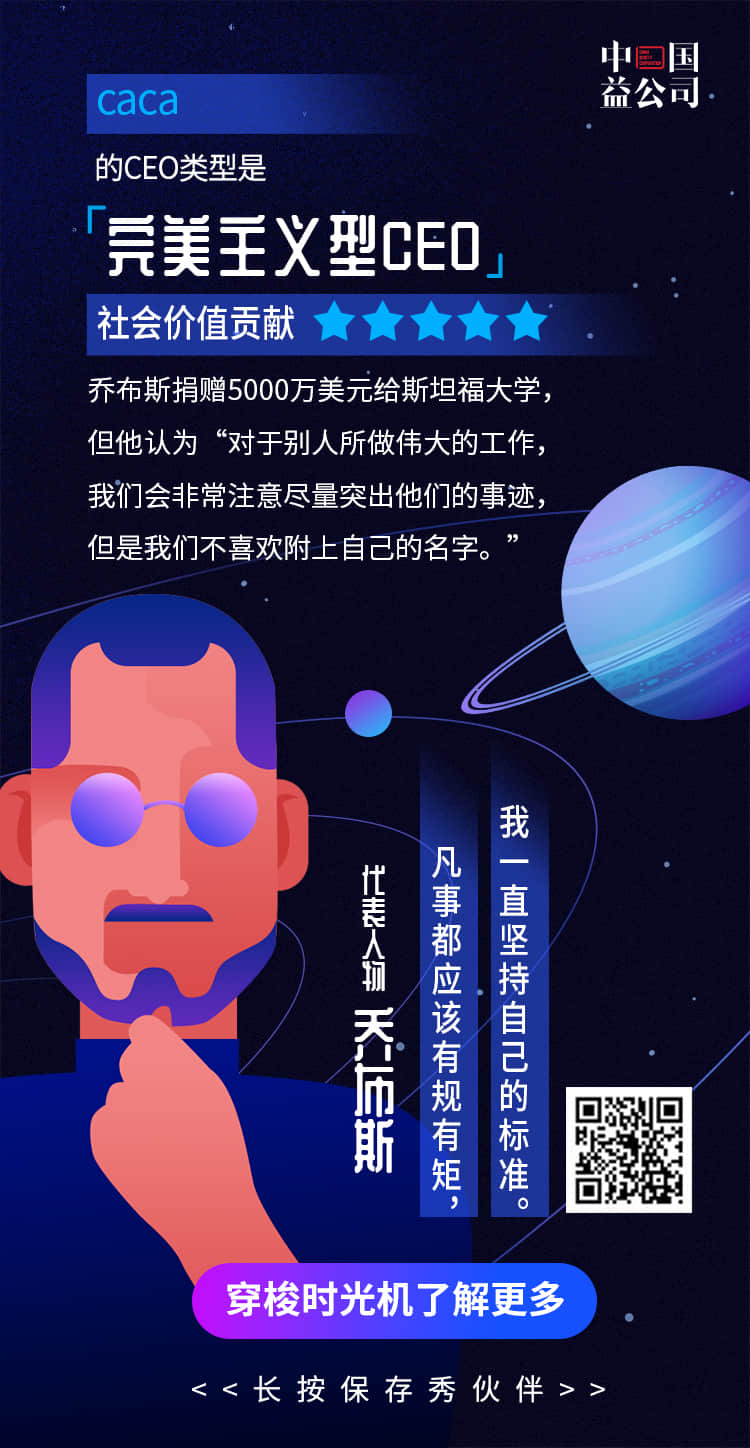 中国
益公司
caca
的CEO类型是
「完美主义型CEO」
社会价值贡献 ★★★★★
乔布斯捐赠5000万美元给斯坦福大学，
但他认为“对于别人所做伟大的工作，
我们会非常注意尽量突出他们的事迹，
但是我们不喜欢附上自己的名字。”
凡事都应该有规有矩，
我一直坚持自己的标准。
代表人物 乔布斯
穿梭时光机了解更多
<<长按保存秀伙伴>>